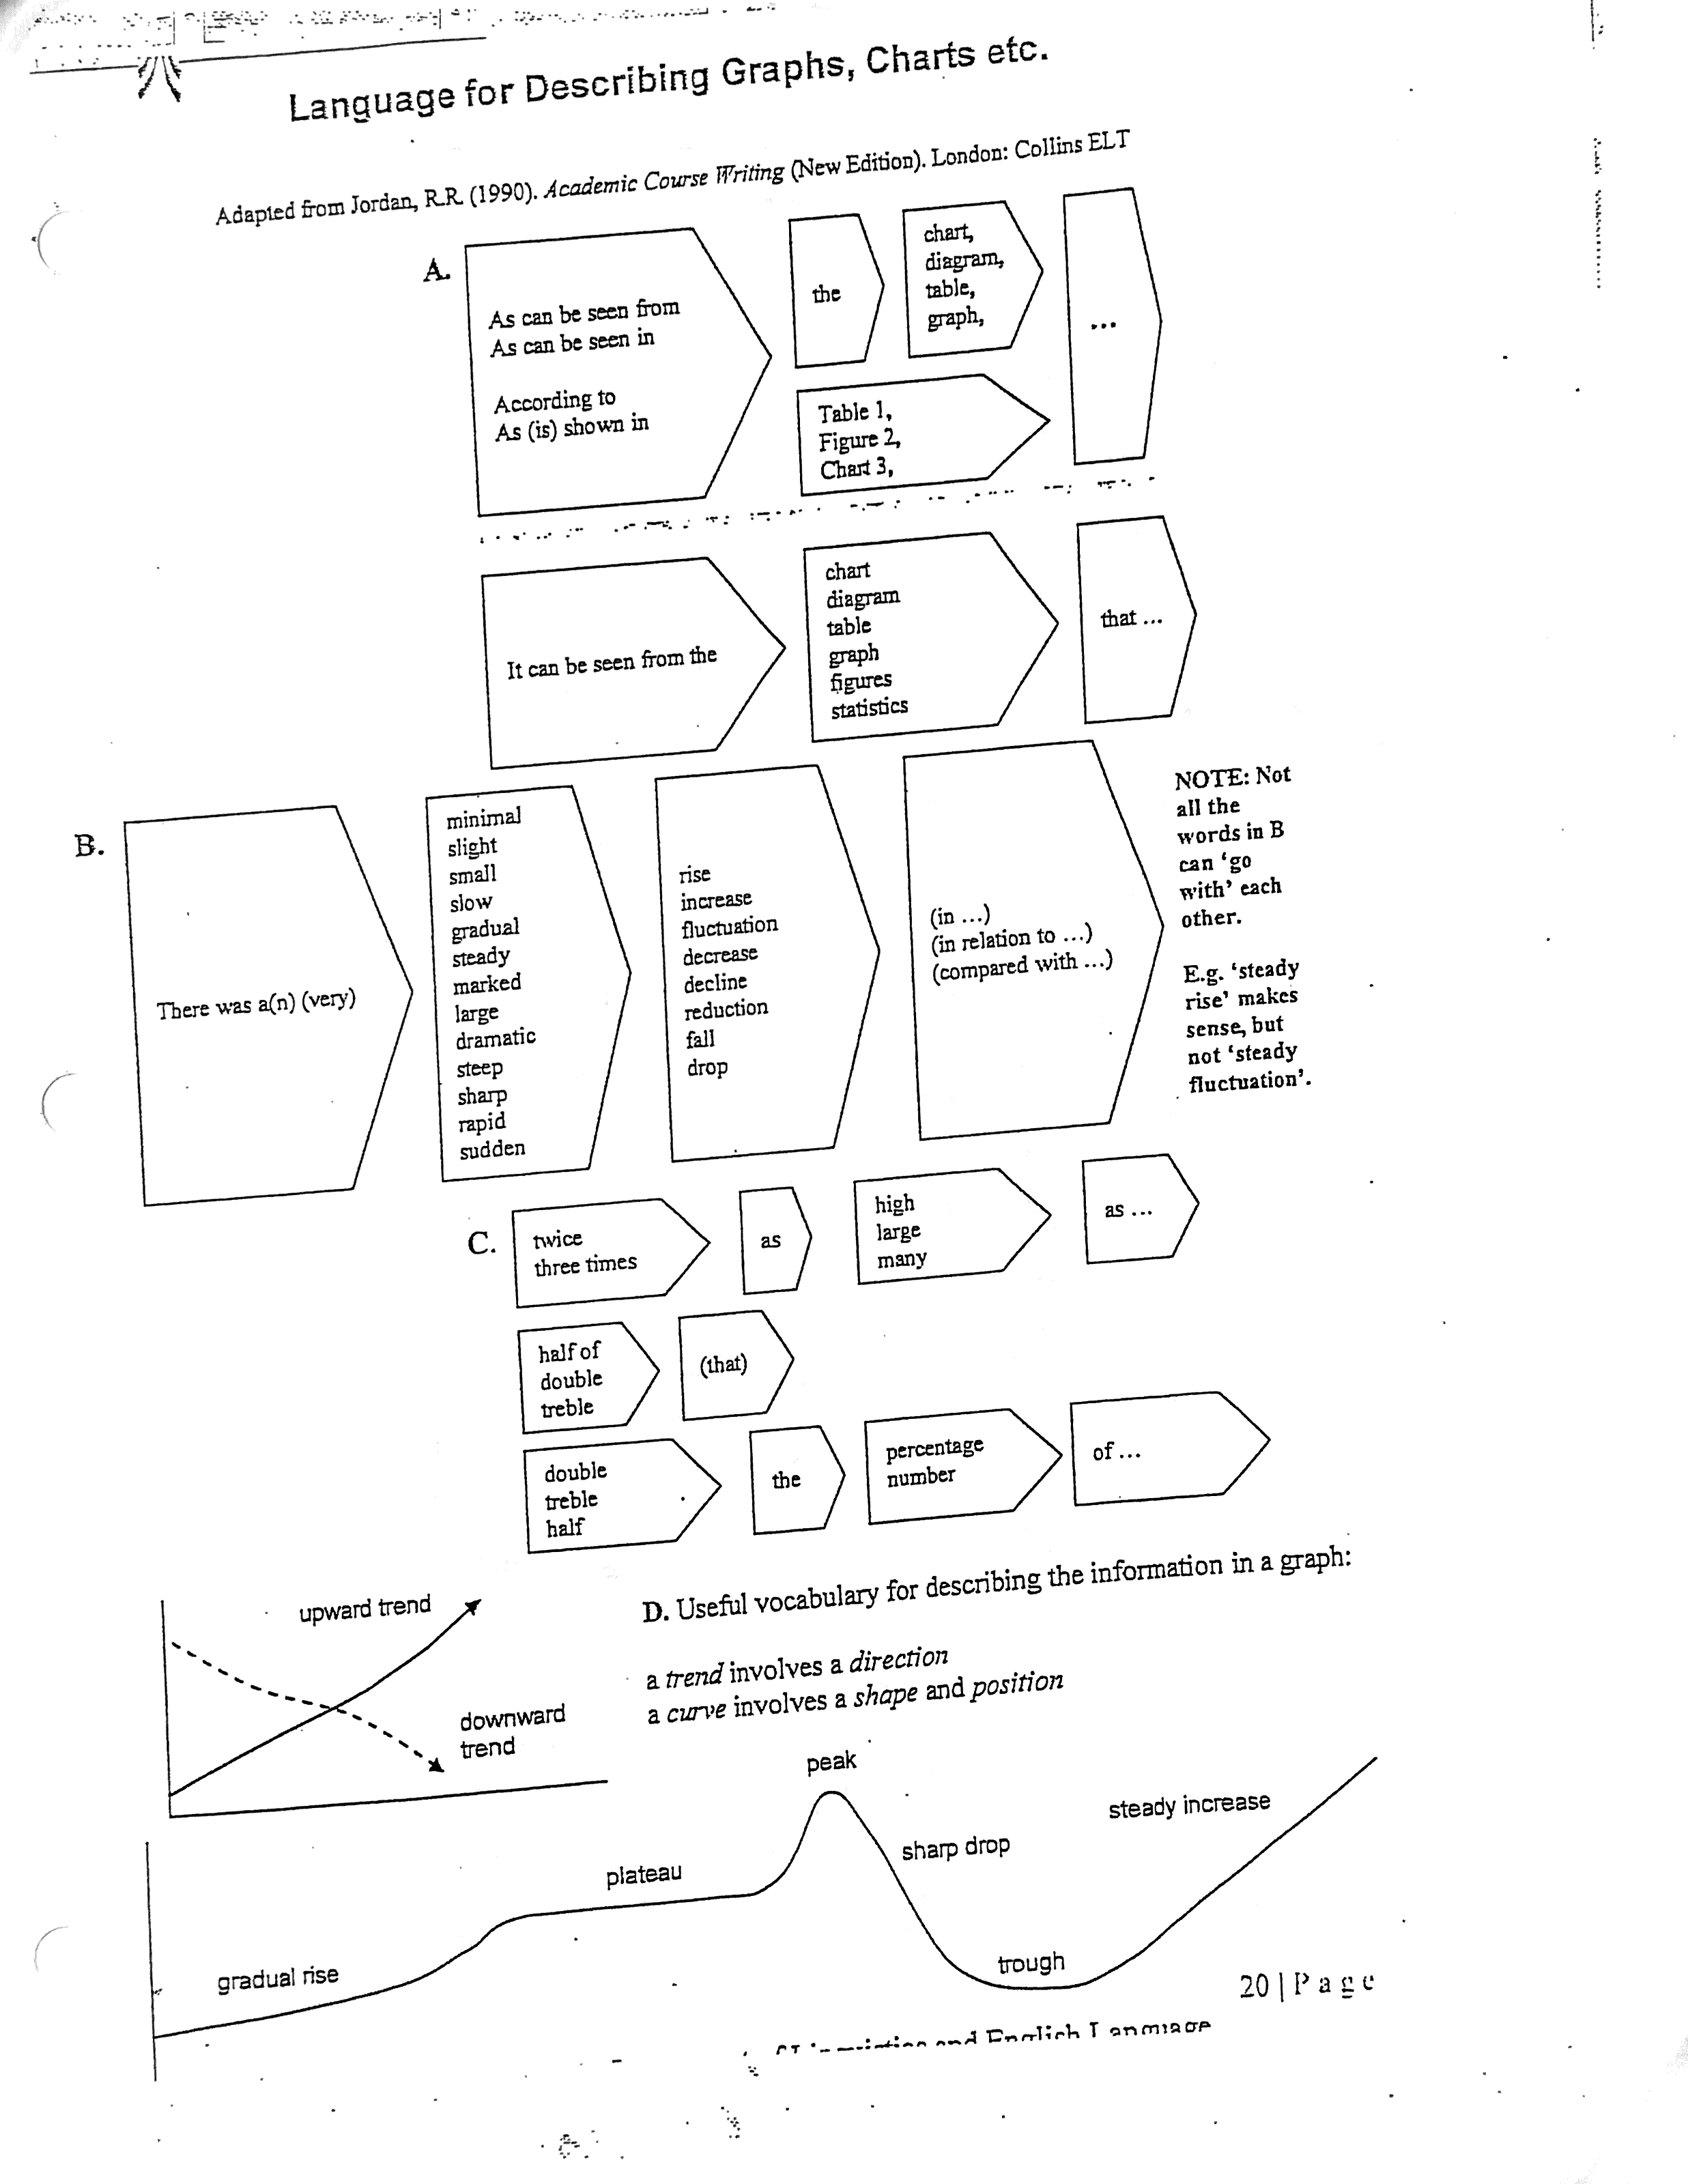 Language for Describing Graphs, Charts etc.
Adapted from Jordan, R.R. (1990). Academic Course Writing (New Edition). London: Collins ELT
A.
As can be seen from
As can be seen in
According to
As (is) shown in
the
chart,
diagram,
table,
graph,
Table 1,
Figure 2,
Chart 3,
...
It can be seen from the
chart
diagram
table
graph
figures
statistics
that ...
B.
There was a(n) (very)
minimal
slight
small
slow
gradual
steady
marked
large
dramatic
steep
sharp
rapid
sudden
rise
increase
fluctuation
decrease
decline
reduction
fall
drop
(in ...)
(in relation to ...)
(compared with ...)
NOTE: Not
all the
words in B
can ‘go
with’ each
other.
E.g. ‘steady
rise’ makes
sense, but
not ‘steady
fluctuation’.
C.
twice
three times
as
high
large
many
as ...
half of
double
treble
(that)
double
treble
half
the
percentage
number
of ...
D. Useful vocabulary for describing the information in a graph:
a trend involves a direction
a curve involves a shape and position
upward trend
downward
trend
peak
steady increase
sharp drop
plateau
trough
gradual rise
20 | P a g e
and English Language